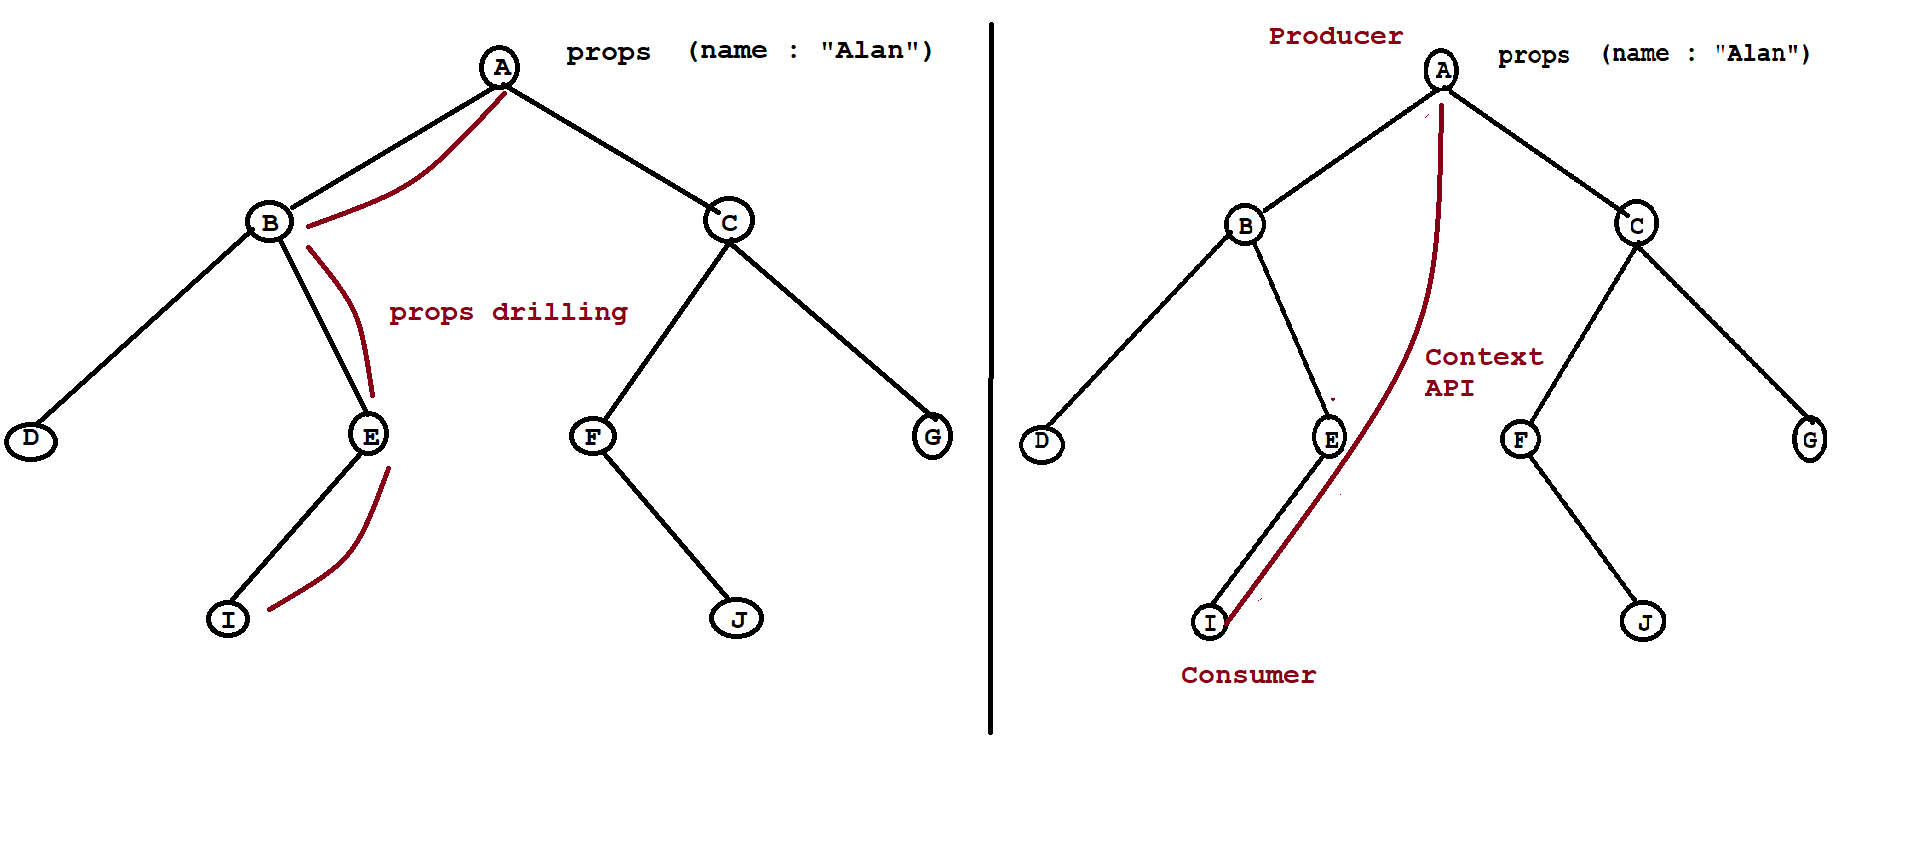 A props (name : "Alan")
B C
props drilling
D E F G
I J
Producer
A props (name : "Alan")
B C
Context
API
D E F G
I J
Consumer